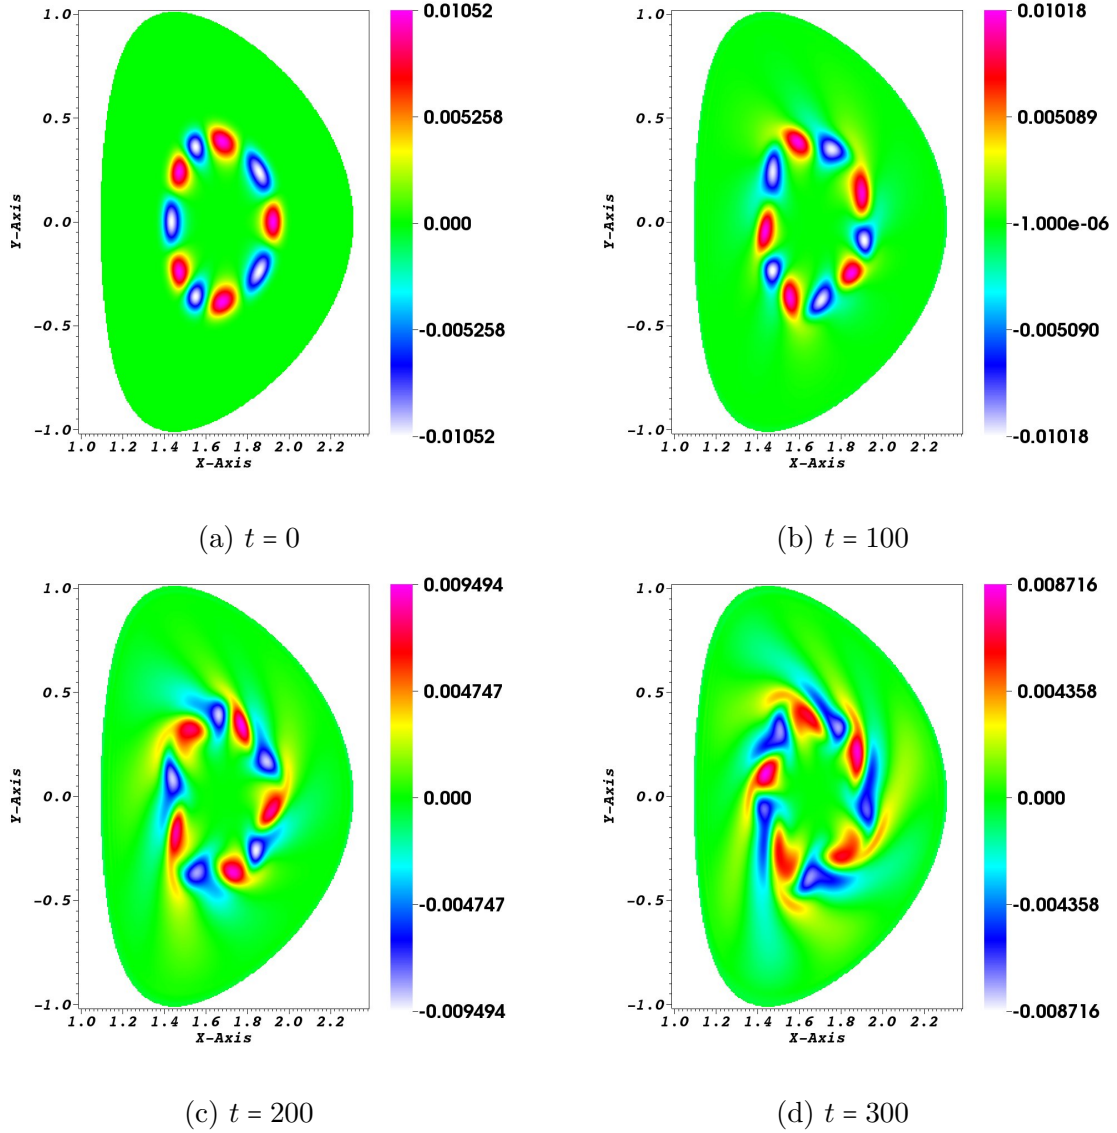 1.0
0.5
0.0
-0.5
-1.0
Y-Axis
1.0 1.2 1.4 1.6 1.8 2.0 2.2
X-Axis
0.01052
0.005258
0.000
-0.005258
-0.01052
(a) t = 0
1.0
0.5
0.0
-0.5
-1.0
Y-Axis
1.0 1.2 1.4 1.6 1.8 2.0 2.2
X-Axis
0.01018
0.005089
-1.000e-06
-0.005090
-0.01018
(b) t = 100
1.0
0.5
0.0
-0.5
-1.0
Y-Axis
1.0 1.2 1.4 1.6 1.8 2.0 2.2
X-Axis
0.009494
0.004747
0.000
-0.004747
-0.009494
(c) t = 200
1.0
0.5
0.0
-0.5
-1.0
Y-Axis
1.0 1.2 1.4 1.6 1.8 2.0 2.2
X-Axis
0.008716
0.004358
0.000
-0.004358
-0.008716
(d) t = 300